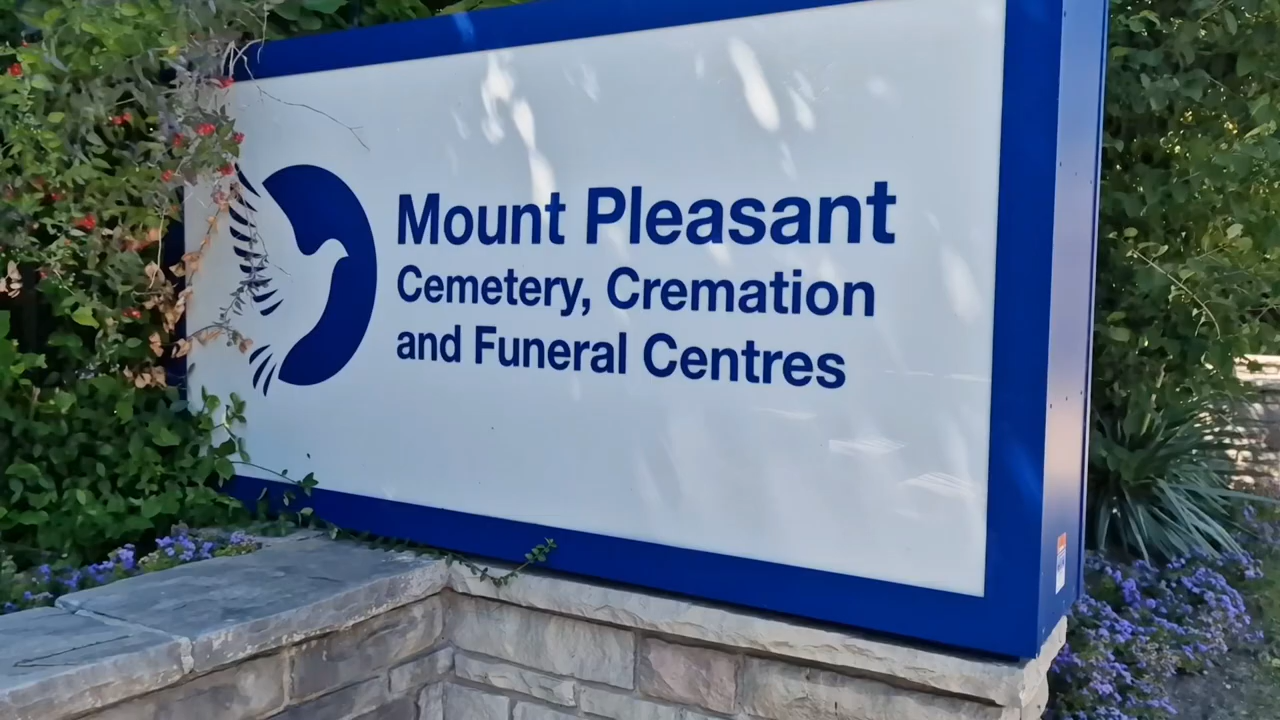 Mount Pleasant
Cemetery, Cremation
and Funeral Centres